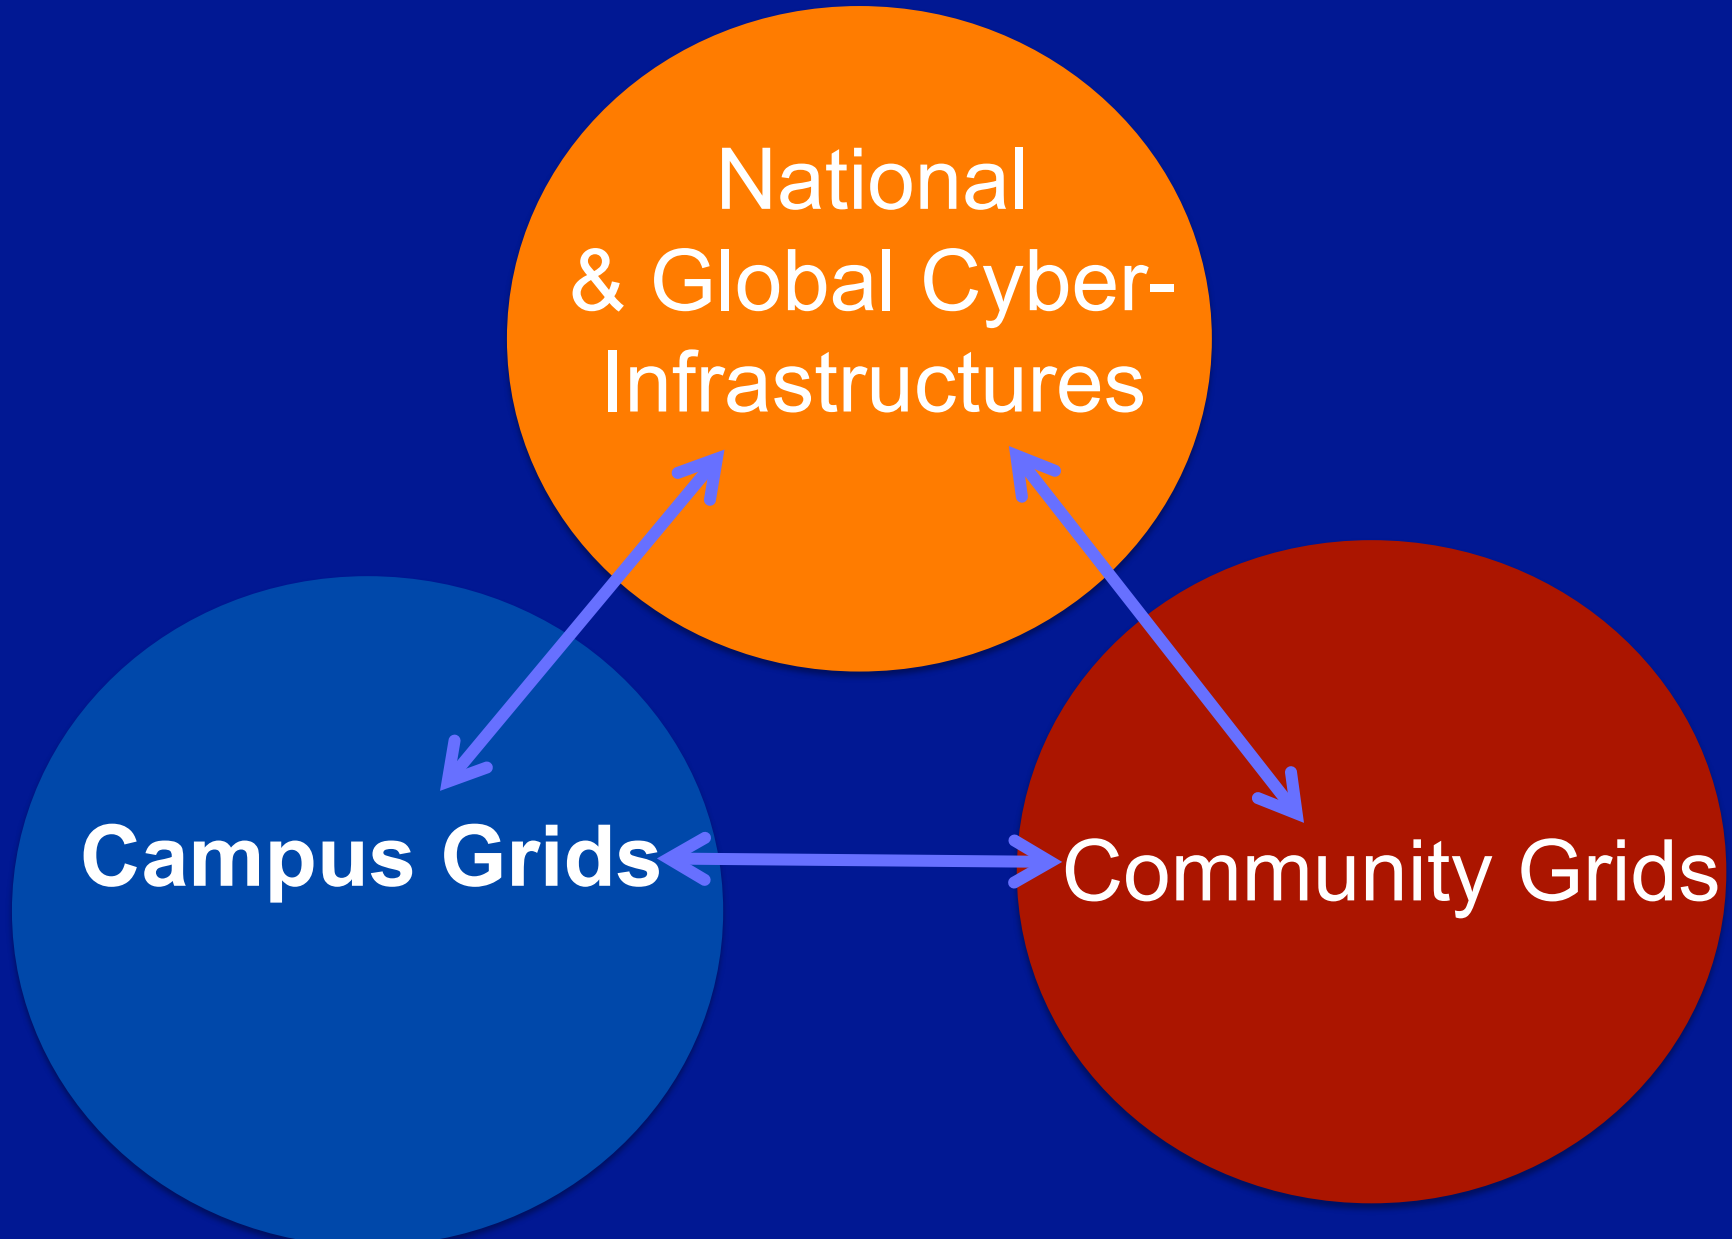 National
& Global Cyber-
Infrastructures
Campus Grids
Community Grids